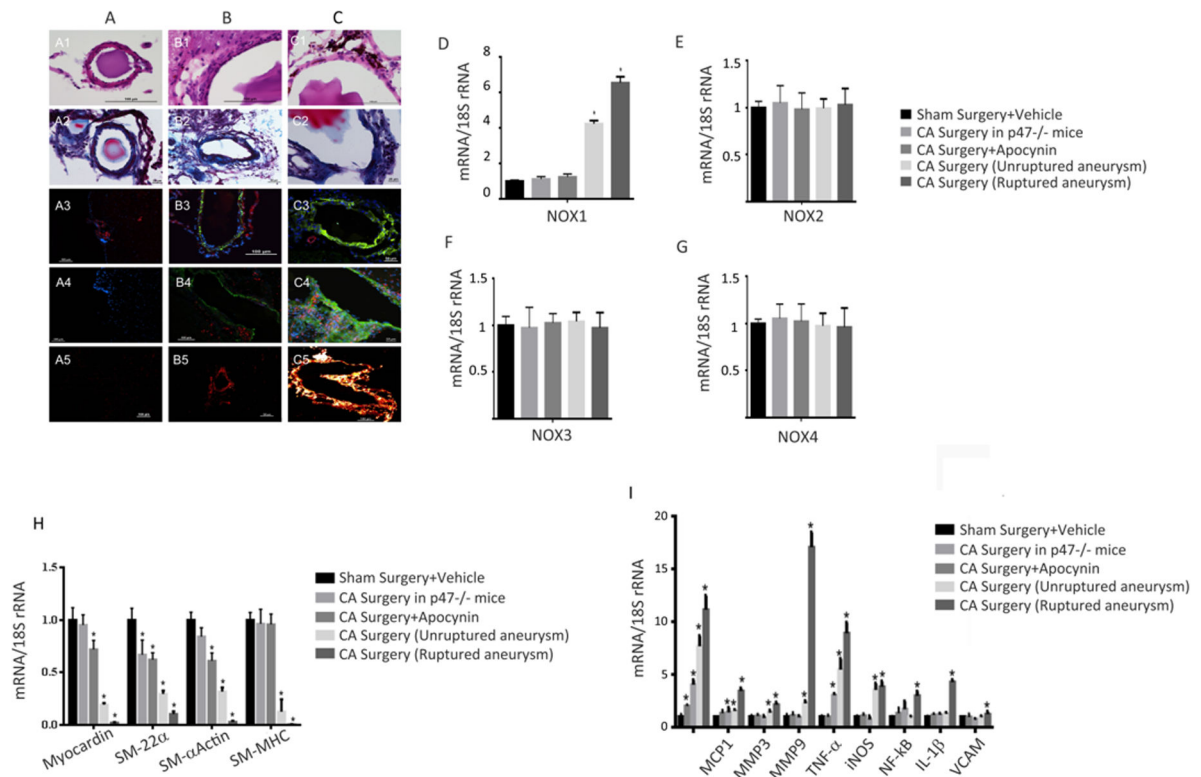 A B C
A1 B1 C1
A2 B2 C2
A3 B3 C3
A4 B4 C4
A5 B5 C5
D
mRNA/18S rRNA
8
6
4
2
0
NOX1
E
mRNA/18S rRNA
1.5
1
0.5
NOX2
Sham Surgery+Vehicle
CA Surgery in p47-/- mice
CA Surgery+Apocynin
CA Surgery (Unruptured aneurysm)
CA Surgery (Ruptured aneurysm)
F
mRNA/18S rRNA
1.5
1
0.5
NOX3
G
mRNA/18S rRNA
1.5
1
0.5
NOX4
H
mRNA/18S rRNA
1.5
1.0
0.5
0.0
* * * * * * * * * * * *
Myocardin SM-22α SM-αActin SM-MHC
Sham Surgery+Vehicle
CA Surgery in p47-/- mice
CA Surgery+Apocynin
CA Surgery (Unruptured aneurysm)
CA Surgery (Ruptured aneurysm)
I
mRNA/18S rRNA
20
15
10
5
0
MCP1 MMP3 MMP9 TNF-α iNOS NF-kB IL-1β VCAM
Sham Surgery+Vehicle
CA Surgery in p47-/- mice
CA Surgery+Apocynin
CA Surgery (Unruptured aneurysm)
CA Surgery (Ruptured aneurysm)